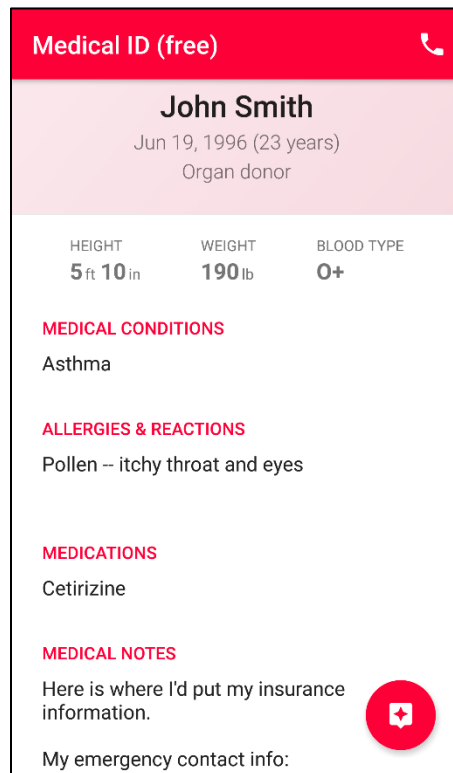 Medical ID (free)
John Smith
Jun 19, 1996 (23 years)
Organ donor
HEIGHT WEIGHT BLOOD TYPE
5 ft 10 in 190 lb O+
MEDICAL CONDITIONS
Asthma
ALLERGIES & REACTIONS
Pollen -- itchy throat and eyes
MEDICATIONS
Cetirizine
MEDICAL NOTES
Here is where I'd put my insurance
information.
My emergency contact info: